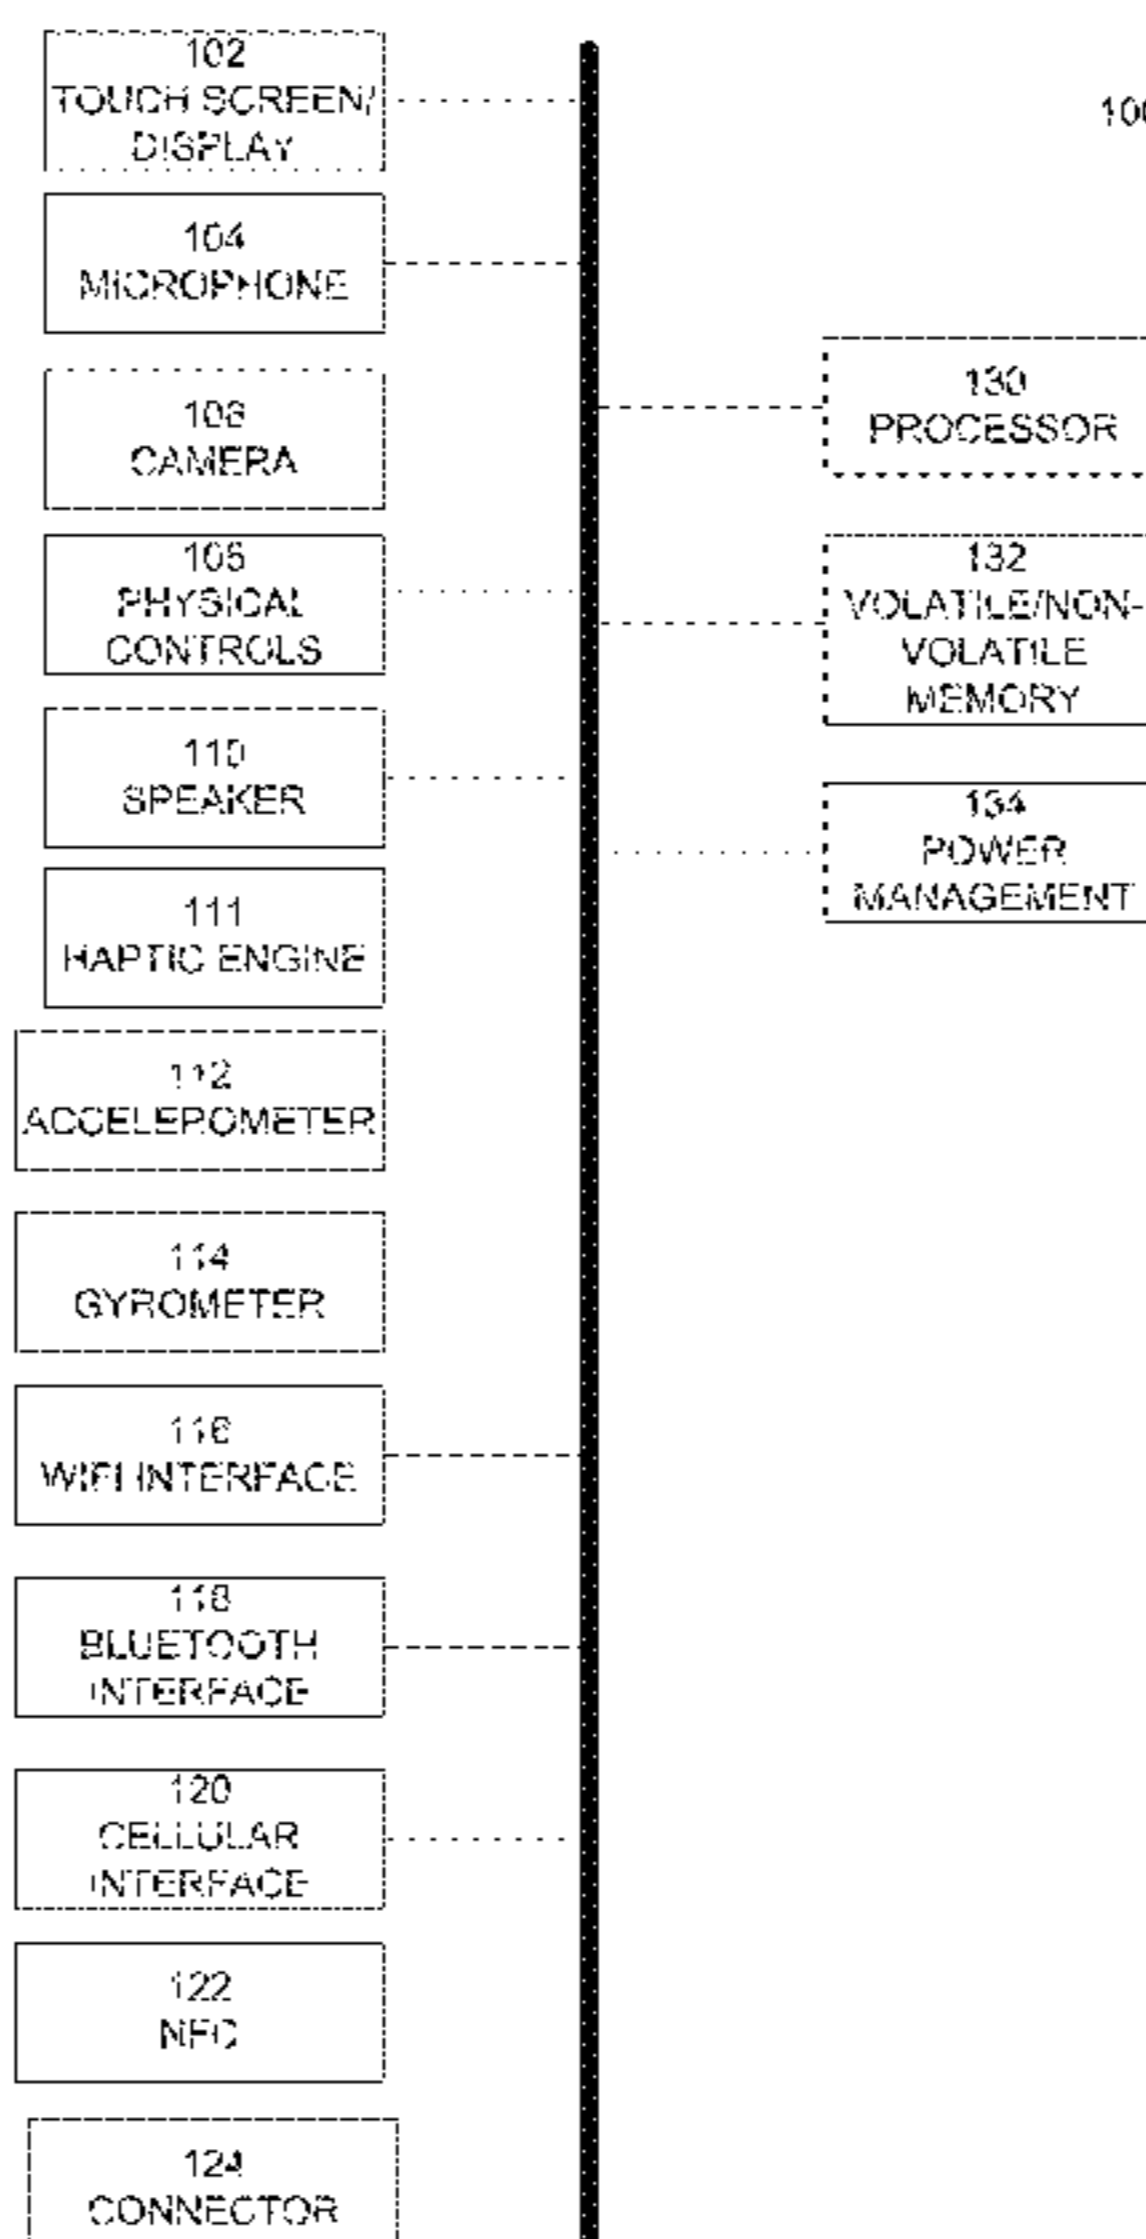 102
TOUCH SCREEN/
DISPLAY
100
104
MICROPHONE
130
PROCESSOR
106
CAMERA
132
VOLATILE/NON-
VOLATILE
MEMORY
PHYSICAL
CONTROLS
110
SPEAKER
134
POWER
MANAGEMENT
111
HAPTIC ENGINE
112
ACCELEROMETER
114
GYROMETER
116
WIFI INTERFACE
118
BLUETOOTH
INTERFACE
120
CELLULAR
INTERFACE
122
NFC
124
CONNECTOR